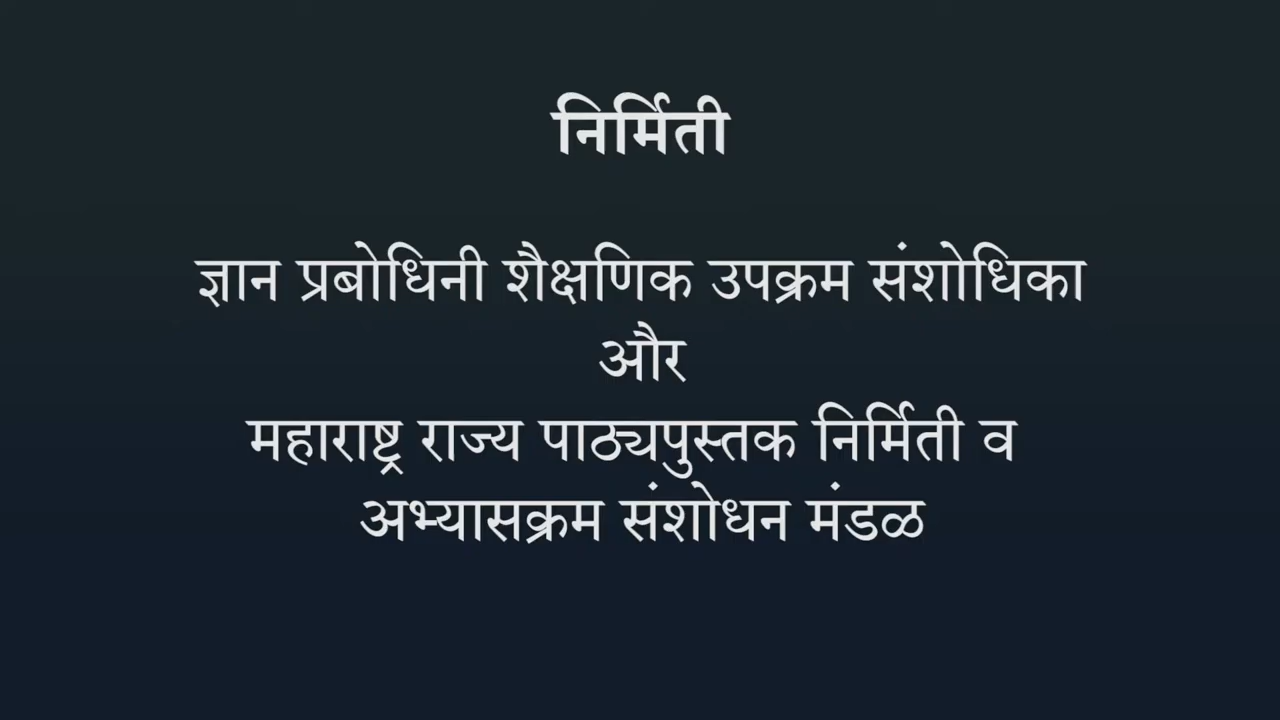 निर्मिती
ज्ञान प्रबोधिनी शैक्षणिक उपक्रम संशोधिका
और
महाराष्ट्र राज्य पाठ्यपुस्तक निर्मिती व
अभ्यासक्रम संशोधन मंडळ